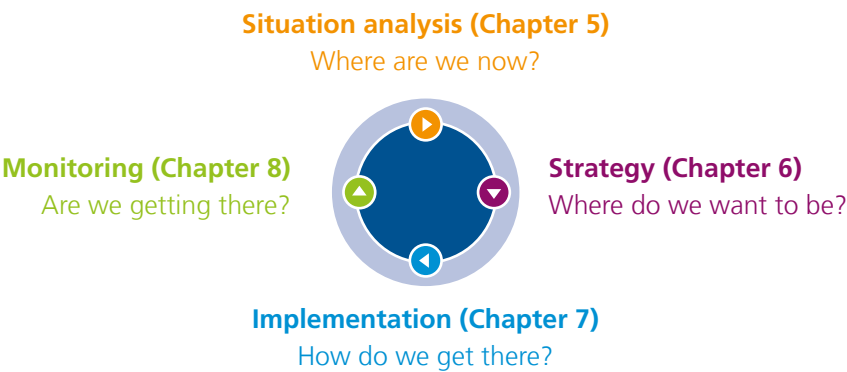 Situation analysis (Chapter 5)
Where are we now?
Monitoring (Chapter 8)
Are we getting there?
Strategy (Chapter 6)
Where do we want to be?
Implementation (Chapter 7)
How do we get there?